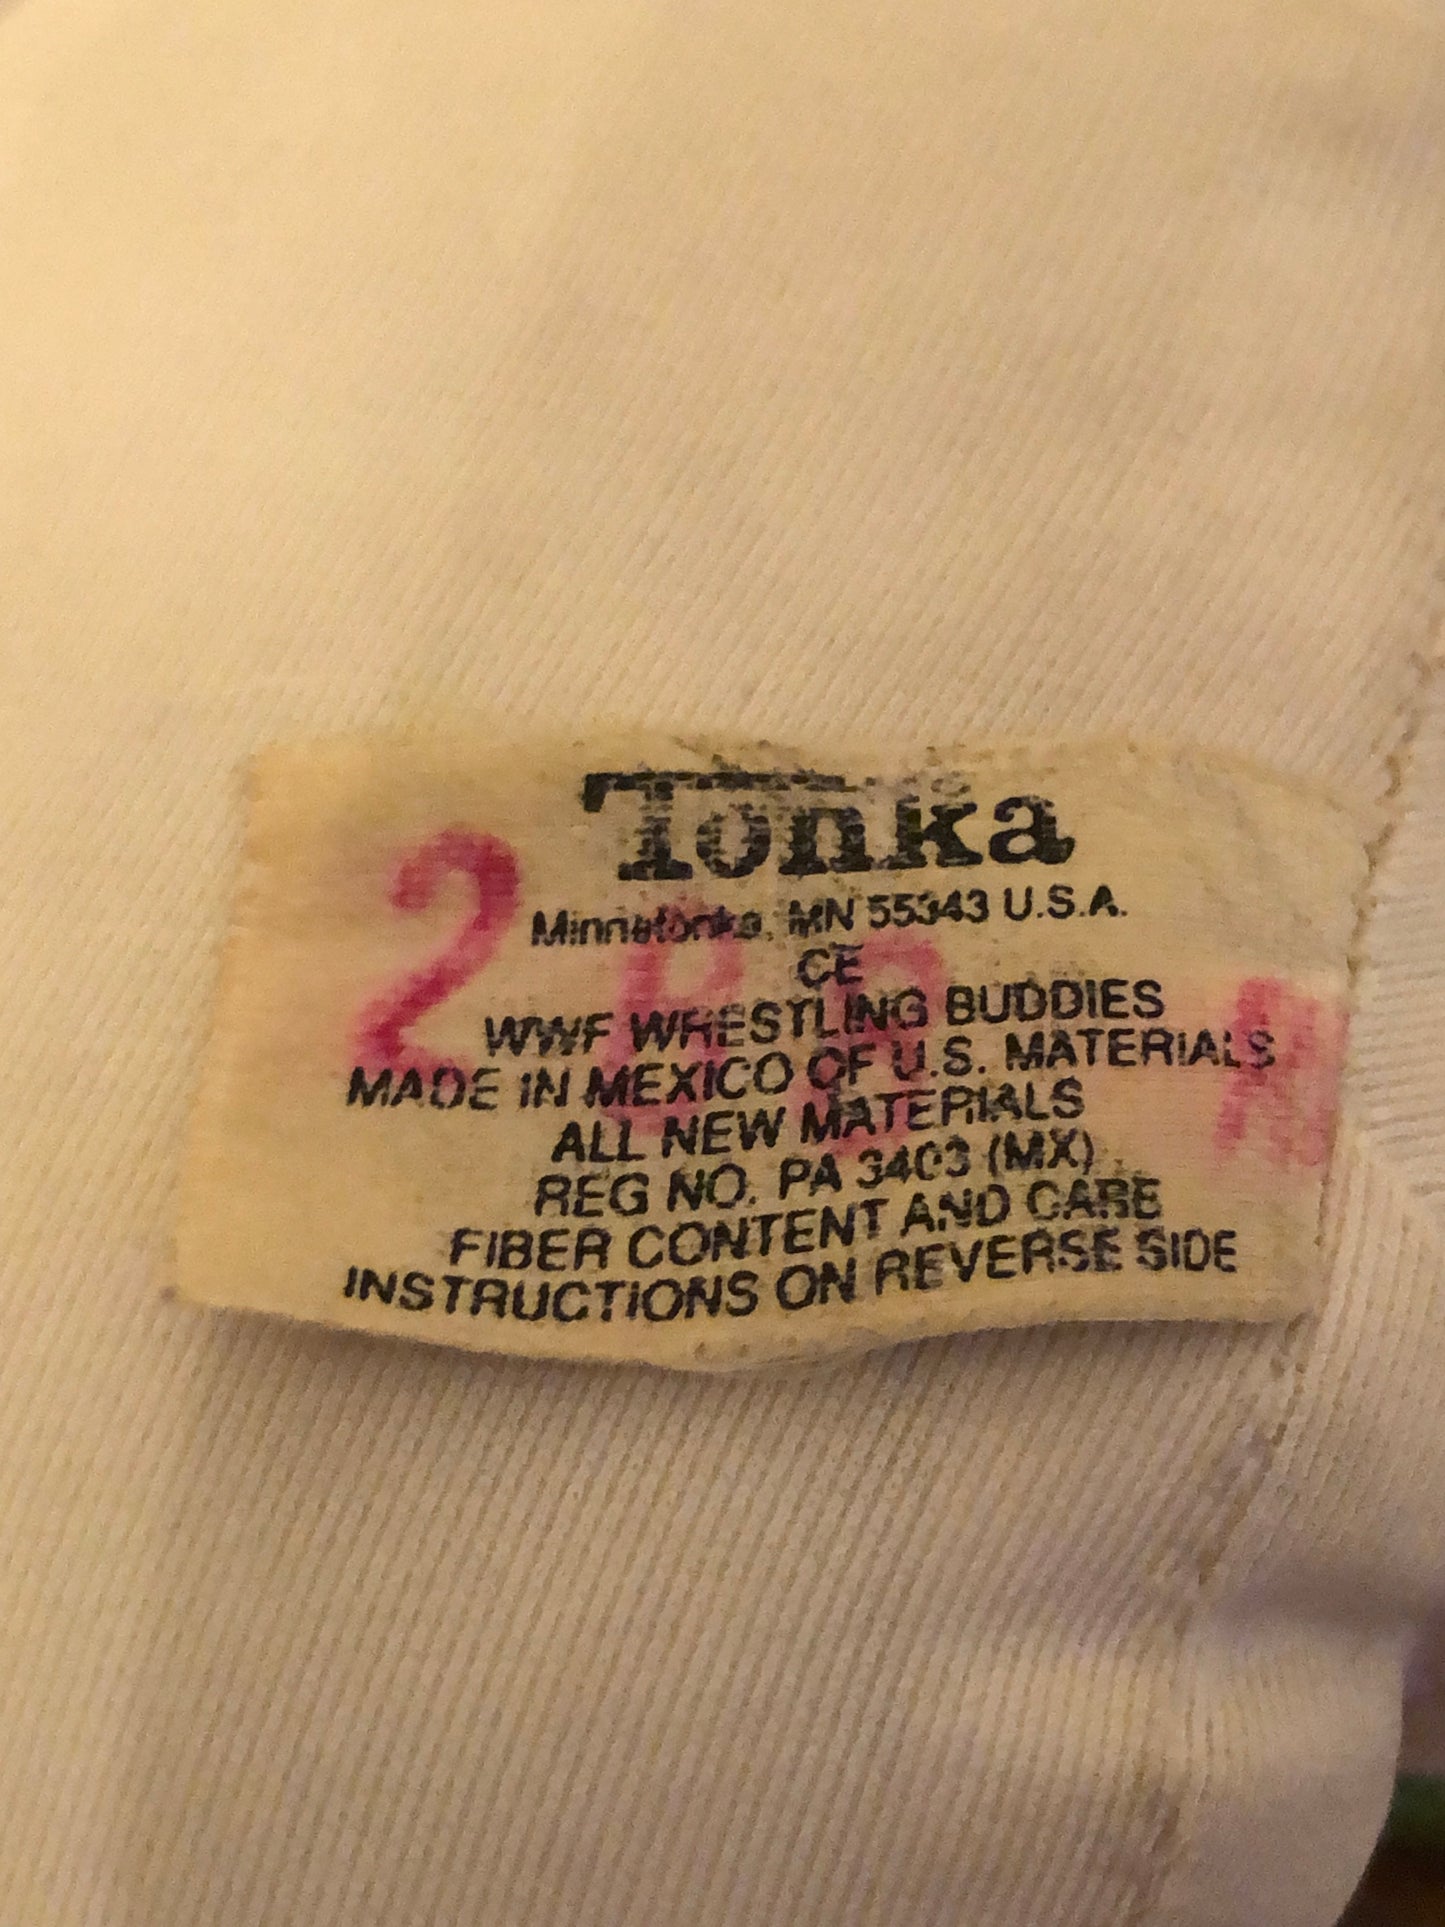 Tonka
Minnetonka, MN 55343 U.S.A.
CE
WWF WRESTLING BUDDIES
MADE IN MEXICO OF U.S. MATERIALS
ALL NEW MATERIALS
REG NO. PA 3403 (MX)
FIBER CONTENT AND CARE
INSTRUCTIONS ON REVERSE SIDE
2